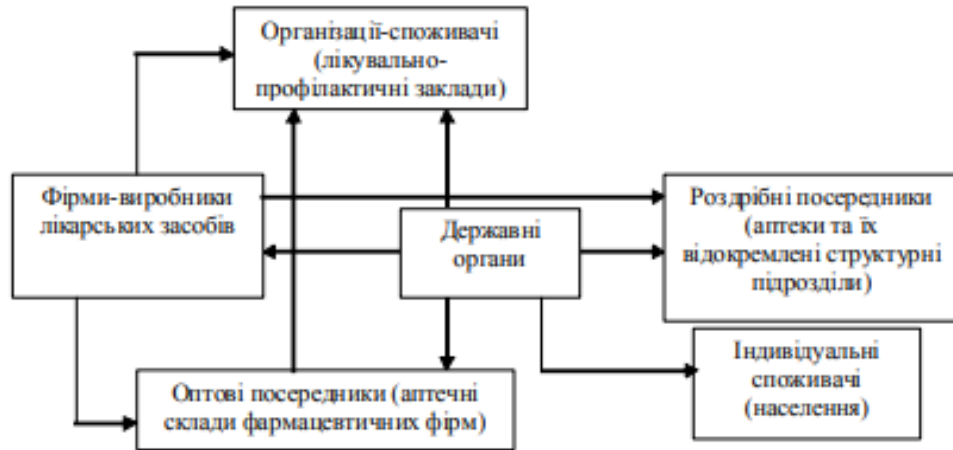 Організації-споживачі
(лікувально-
профілактичні заклади)
Фірми-виробники
лікарських засобів
Державні
органи
Роздрібні посередники
(аптеки та їх
відокремлені структурні
підрозділи)
Оптові посередники (аптечні
склади фармацевтичних фірм)
Індивідуальні
споживачі
(населення)